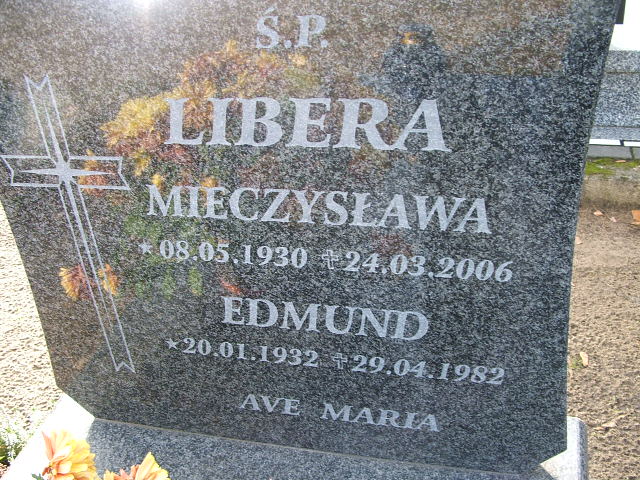 Ś.P.
LIBERA
MIECZYSŁAWA
★08.05.1930 ✝24.03.2006
EDMUND
★20.01.1932 ✝29.04.1982
AVE MARIA